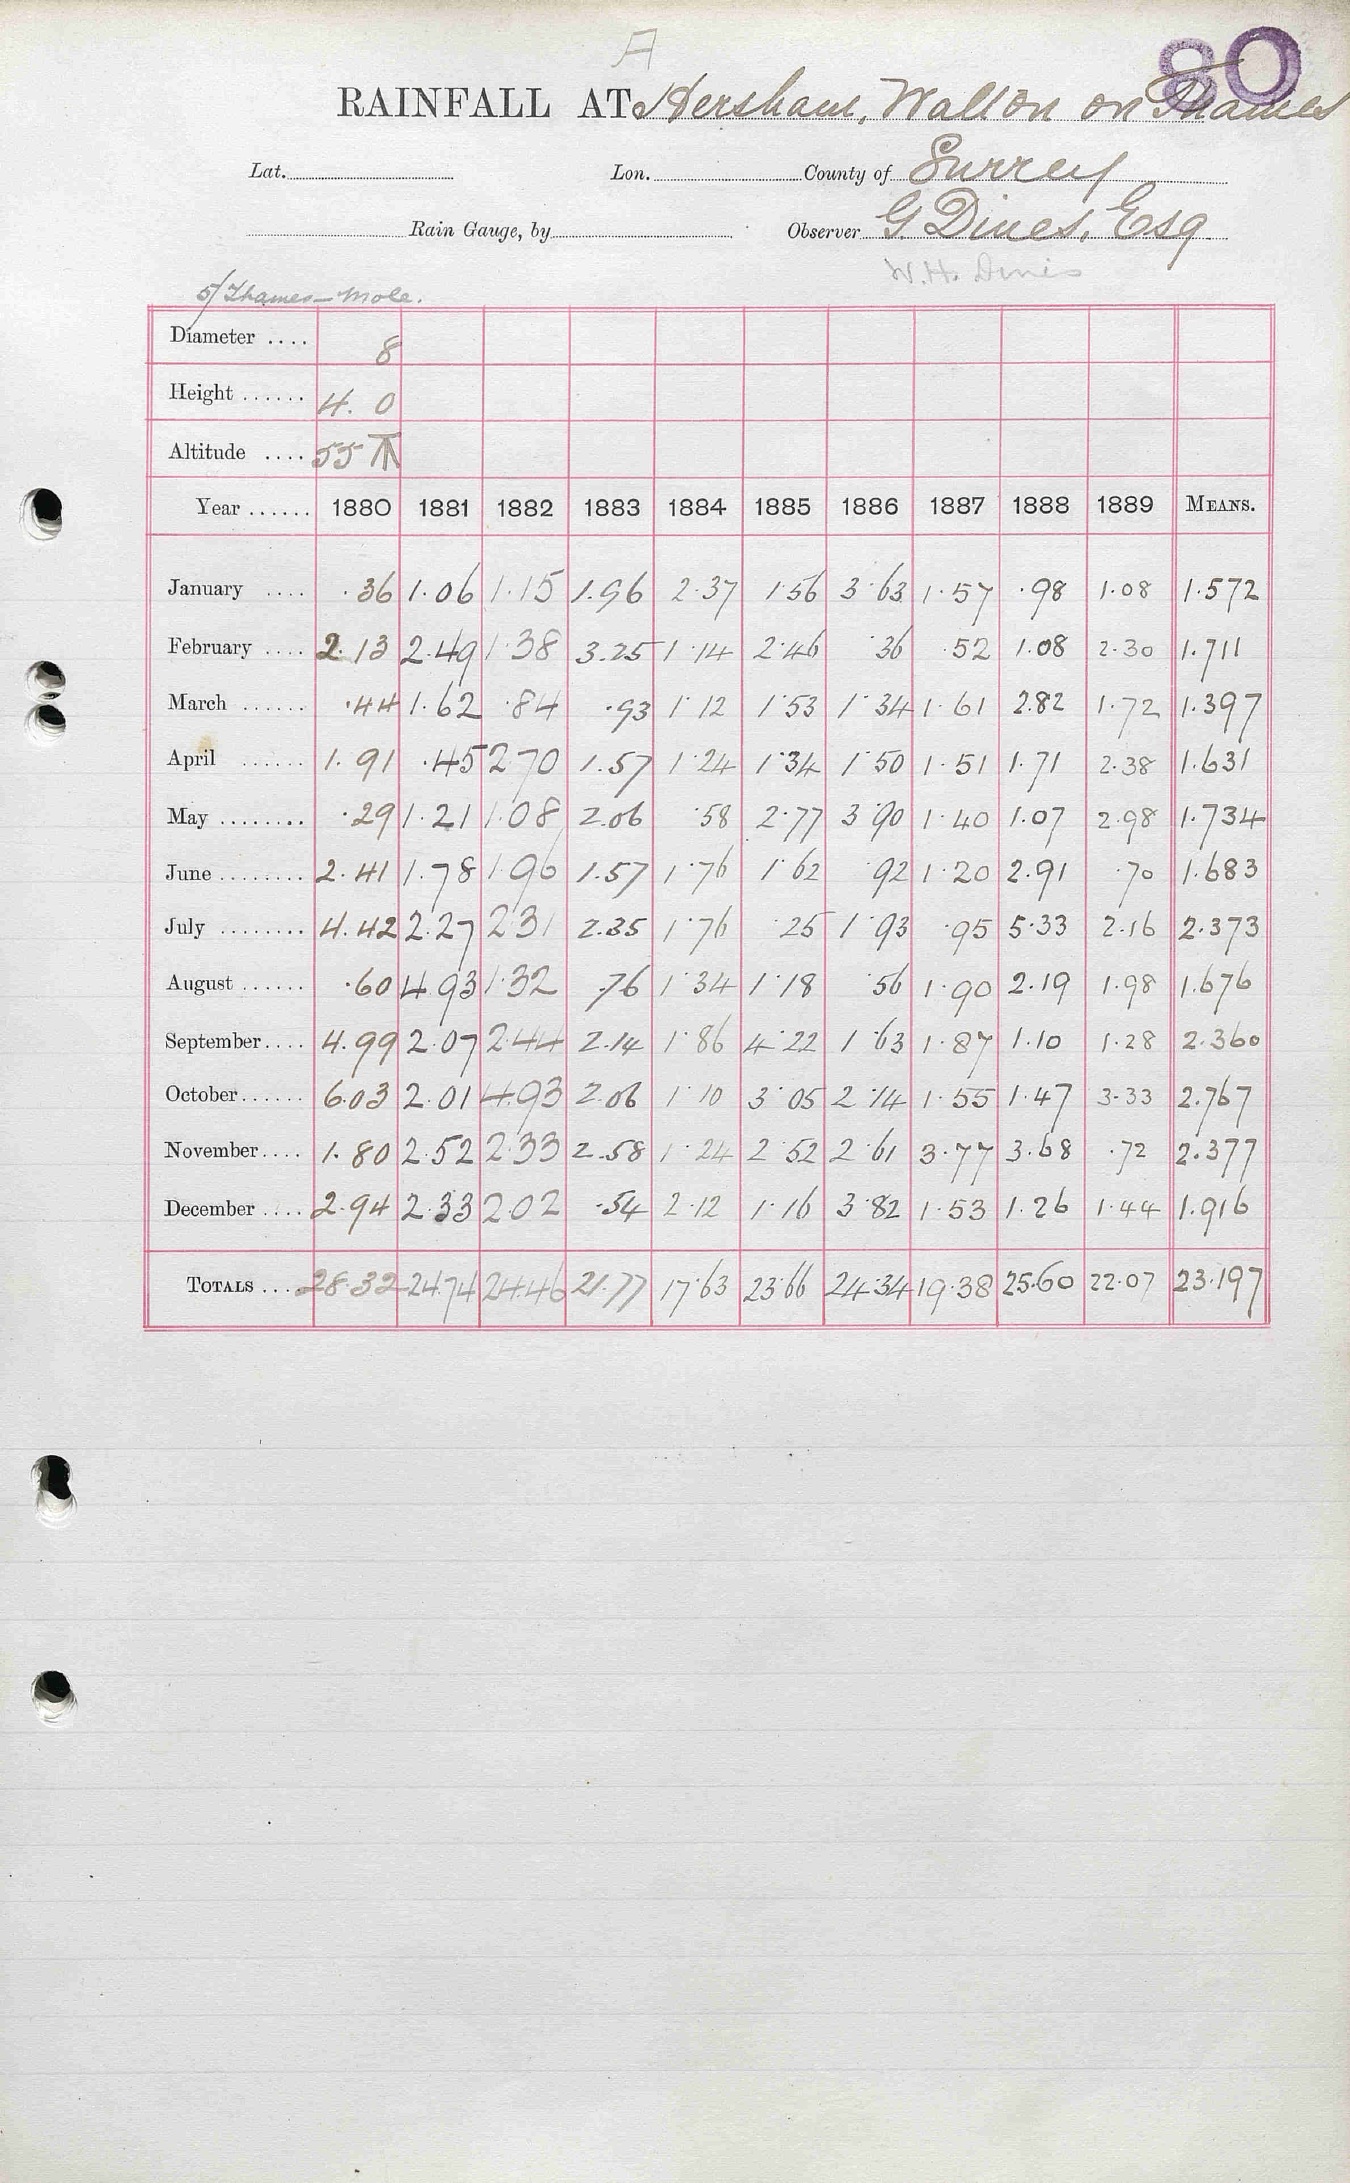 A
80
RAINFALL AT Hersham, Walton on Thames
Lat. Lon. County of Surrey
Rain Gauge, by Observer G. Dines, Esq
W.H. Dines
5/ Thames – Mole.
Diameter .... 8
Height ...... 4. 0
Altitude .... 55
Year ...... 1880 1881 1882 1883 1884 1885 1886 1887 1888 1889 MEANS.
January .... .36 1.06 1.15 1.96 2.37 1.56 3.63 1.57 .98 1.08 1.572
February .... 2.13 2.49 1.38 3.25 1.14 2.46 .36 .52 1.08 2.30 1.711
March ...... .44 1.62 .84 .93 1.12 1.53 1.34 1.61 2.82 1.72 1.397
April ...... 1.91 .45 2.70 1.57 1.24 1.34 1.50 1.51 1.71 2.38 1.631
May ........ .29 1.21 1.08 2.06 .58 2.77 3.90 1.40 1.07 2.98 1.734
June ........ 2.41 1.78 1.96 1.57 1.76 1.62 .92 1.20 2.91 .70 1.683
July ........ 4.42 2.27 2.31 2.35 1.76 .25 1.93 .95 5.33 2.16 2.373
August ...... .60 4.93 1.32 .76 1.34 1.18 .56 1.90 2.19 1.98 1.676
September.... 4.99 2.07 2.44 2.14 1.86 4.22 1.63 1.87 1.10 1.28 2.360
October...... 6.03 2.01 4.93 2.06 1.10 3.05 2.14 1.55 1.47 3.33 2.767
November.... 1.80 2.52 2.33 2.58 1.24 2.52 2.61 3.77 3.68 .72 2.377
December .... 2.94 2.33 2.02 .54 2.12 1.16 3.82 1.53 1.26 1.44 1.916
TOTALS ... 28.32 24.74 24.46 21.77 17.63 23.66 24.34 19.38 25.60 22.07 23.197